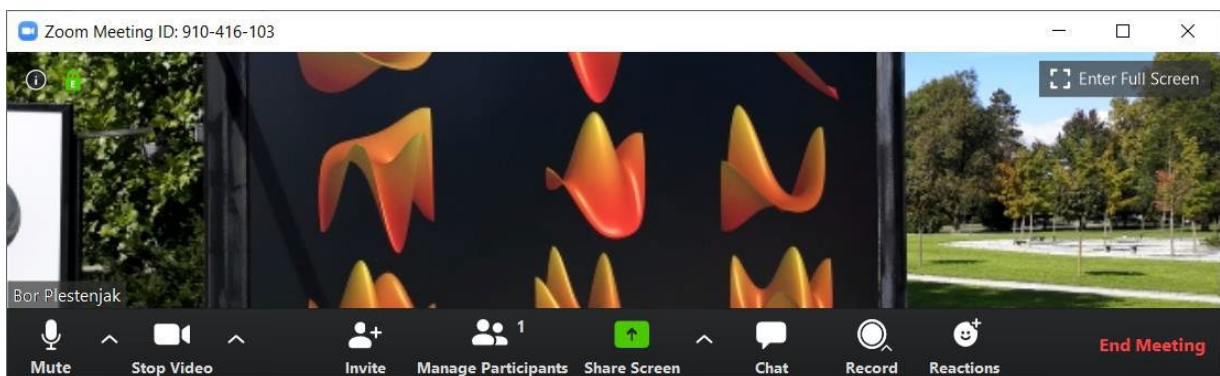 Zoom Meeting ID: 910-416-103
E
Enter Full Screen
Bor Plestenjak
1
Mute Stop Video Invite Manage Participants Share Screen Chat Record Reactions End Meeting